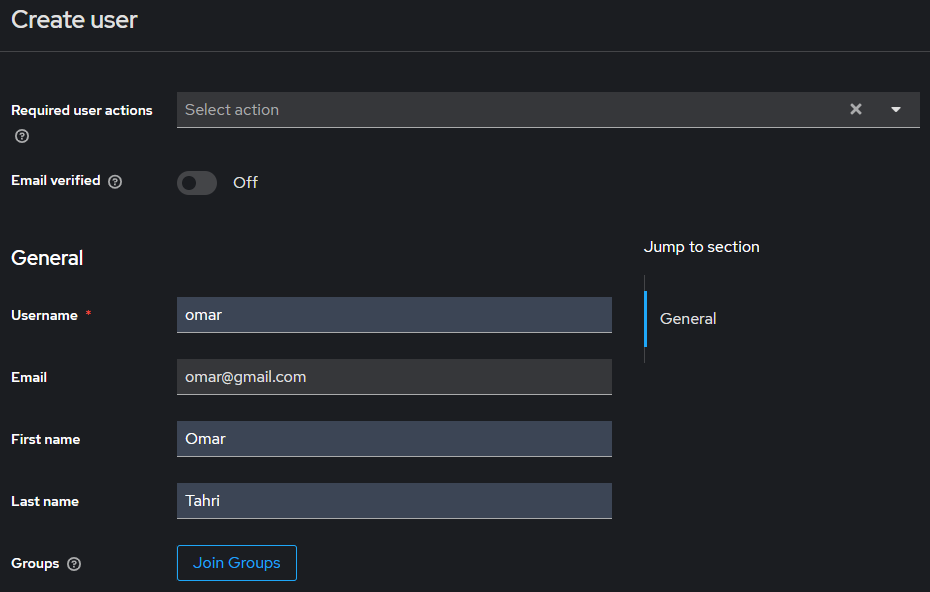 Create user
Required user actions
Select action
Email verified
Off
General
Jump to section
General
Username *
omar
Email
omar@gmail.com
First name
Omar
Last name
Tahri
Groups
Join Groups